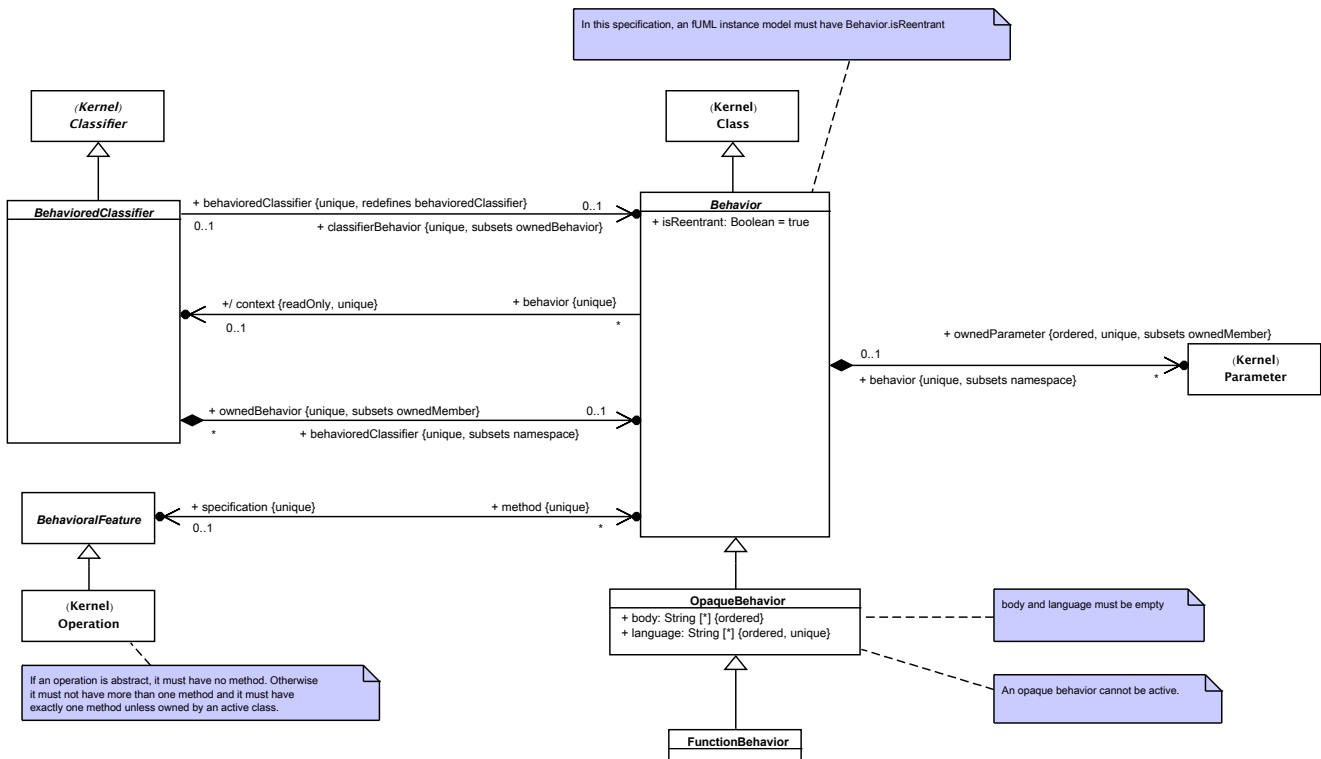 In this specification, an fUML instance model must have Behavior.isReentrant
(Kernel)
Classifier
(Kernel)
Class
BehavioredClassifier
+ behavioredClassifier {unique, redefines behavioredClassifier}
0..1
0..1
+ classifierBehavior {unique, subsets ownedBehavior}
Behavior
+ isReentrant: Boolean = true
+/ context {readOnly, unique}
+ behavior {unique}
0..1
*
+ ownedParameter {ordered, unique, subsets ownedMember}
0..1
+ behavior {unique, subsets namespace}
*
(Kernel)
Parameter
+ ownedBehavior {unique, subsets ownedMember}
0..1
*
+ behavioredClassifier {unique, subsets namespace}
BehavioralFeature
+ specification {unique}
+ method {unique}
0..1
*
(Kernel)
Operation
OpaqueBehavior
+ body: String [*] {ordered}
+ language: String [*] {ordered, unique}
body and language must be empty
If an operation is abstract, it must have no method. Otherwise
it must not have more than one method and it must have
exactly one method unless owned by an active class.
An opaque behavior cannot be active.
FunctionBehavior